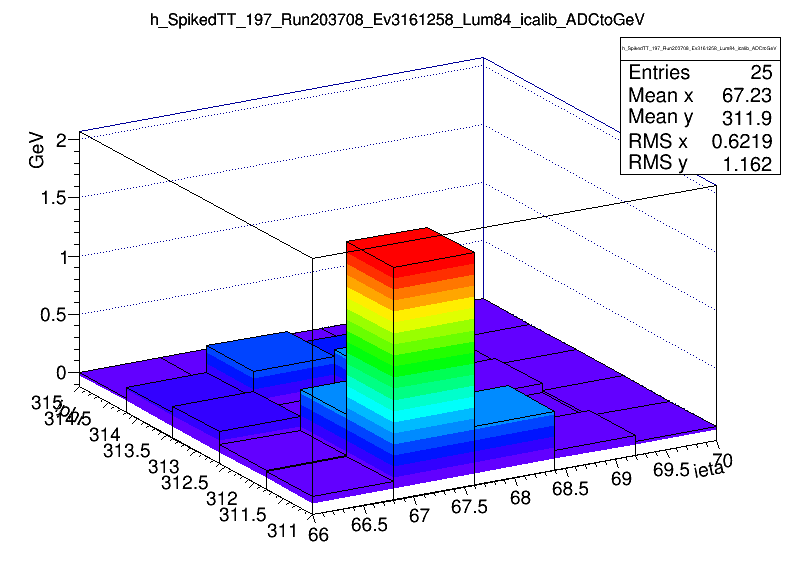 h_SpikedTT_197_Run203708_Ev3161258_Lum84_icalib_ADCtoGeV
h_SpikedTT_197_Run203708_Ev3161258_Lum84_icalib_ADCtoGeV
Entries 25
Mean x 67.23
Mean y 311.9
RMS x 0.6219
RMS y 1.162
GeV
2
1.5
1
0.5
0
315
314.5
iphi
314
313.5
313
312.5
312
311.5
311
66
66.5
67
67.5
68
68.5
69
69.5
70
ieta